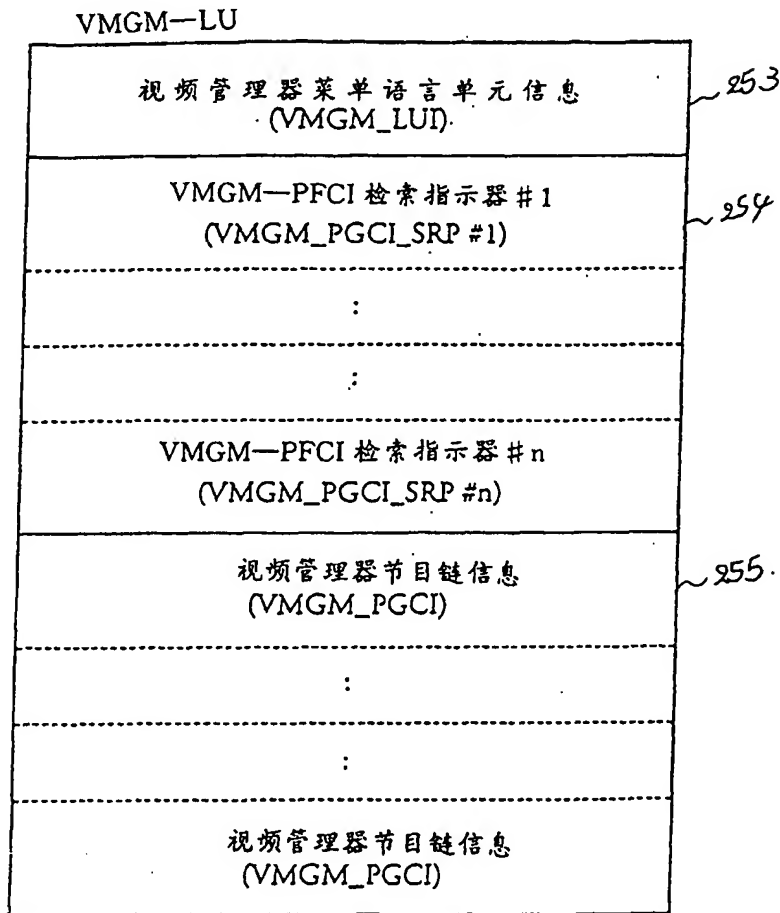 VMGM—LU
视频管理器菜单语言单元信息
(VMGM_LUI)
253
VMGM—PFCI 检索指示器 #1
(VMGM_PGCI_SRP #1)
254
:
:
VMGM—PFCI 检索指示器 #n
(VMGM_PGCI_SRP #n)
视频管理器节目链信息
(VMGM_PGCI)
255.
:
:
视频管理器节目链信息
(VMGM_PGCI)